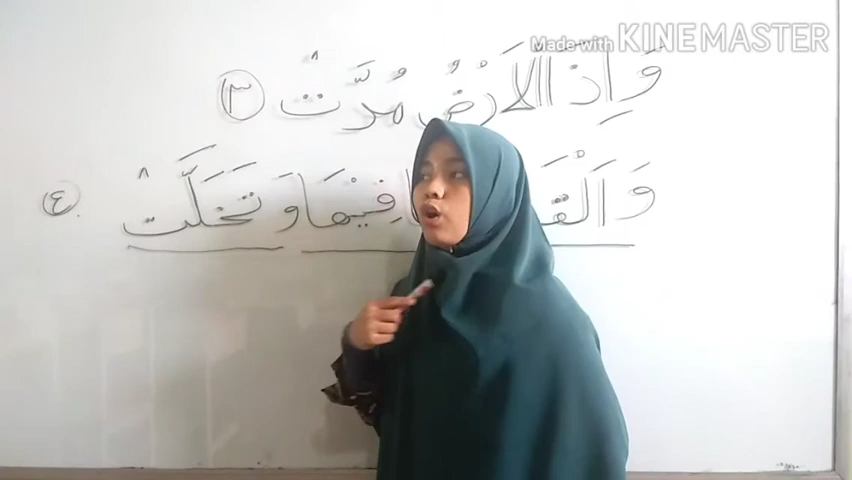 Made with KINEMASTER
وَاِذَا الْاَرْضُ مُدَّتْ ٣
فِيْهَا وَتَخَلَّتْ ٤